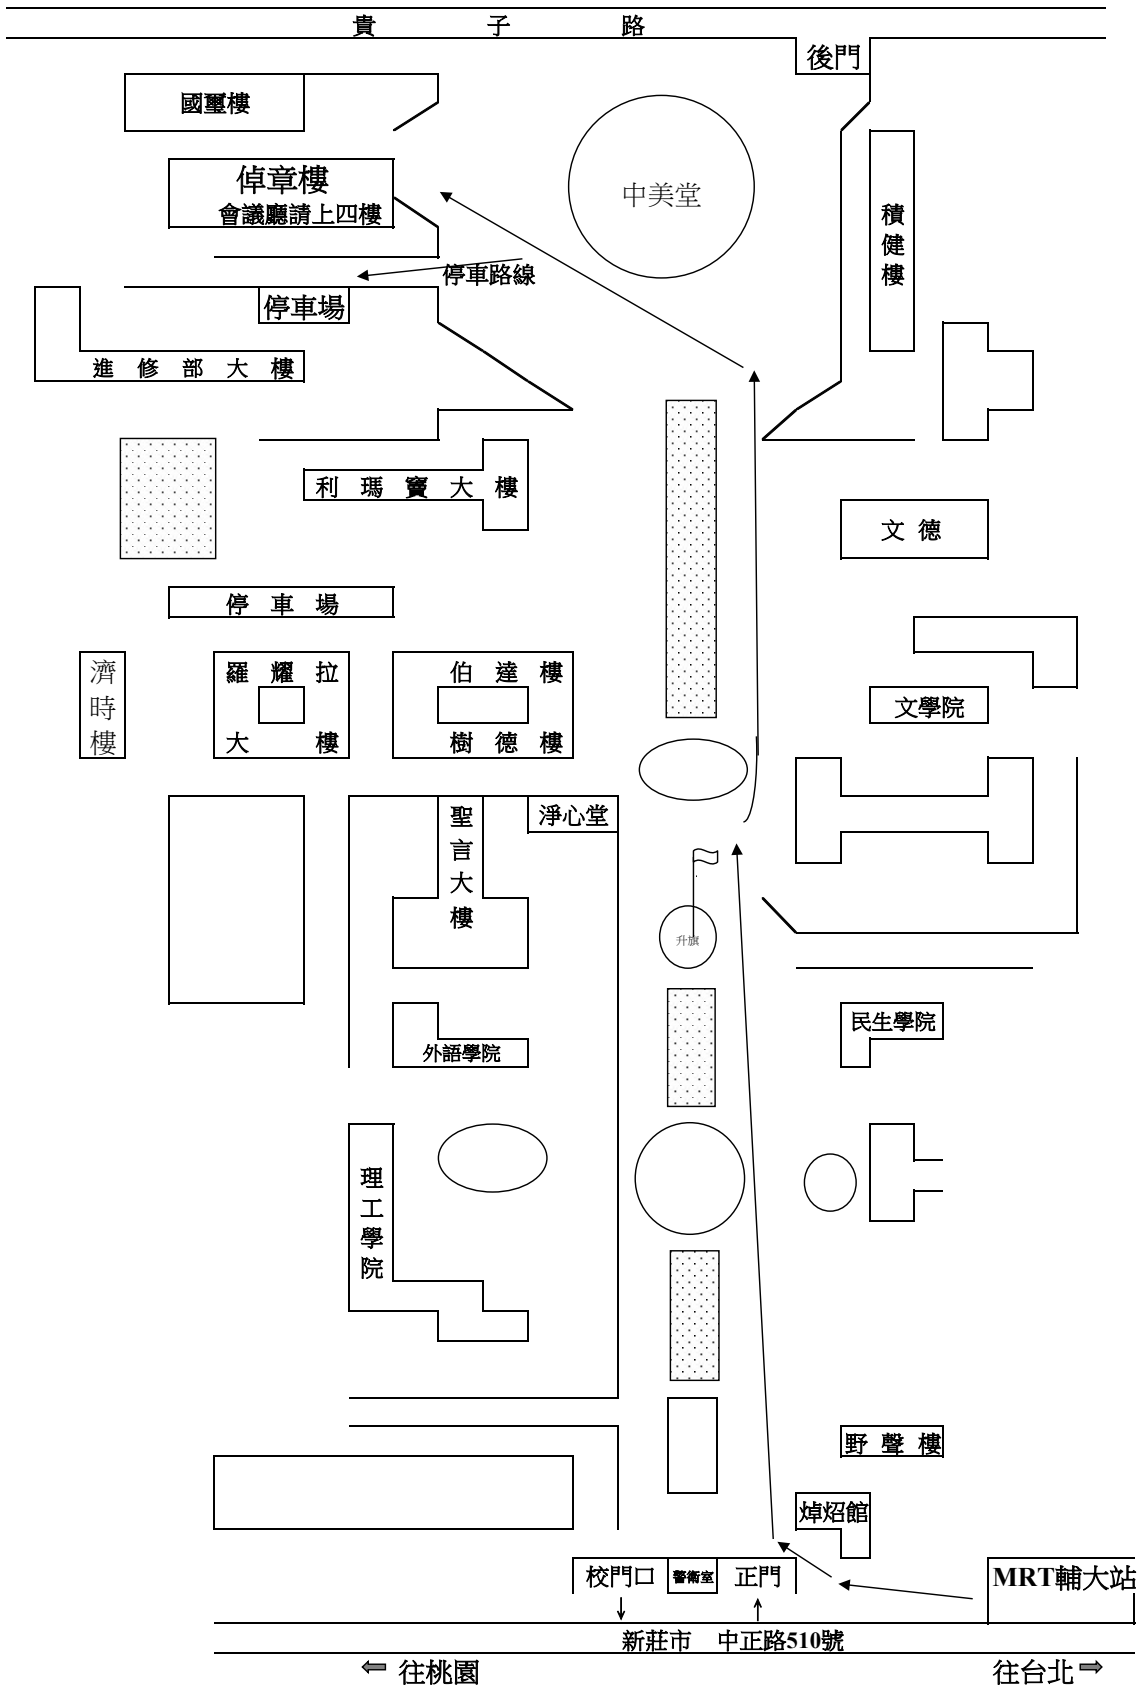 貴 子 路
後門
國璽樓
倬章樓
會議廳請上四樓
中美堂
積健樓
停車路線
停車場
進 修 部 大 樓
利 瑪 竇 大 樓
文 德
停 車 場
濟時樓
羅 耀 拉
大 樓
伯 達 樓
樹 德 樓
文學院
聖言大樓
淨心堂
升旗
民生學院
外語學院
理工學院
野 聲 樓
焯炤館
校門口
警衛室
正門
MRT輔大站
新莊市 中正路510號
往桃園
往台北